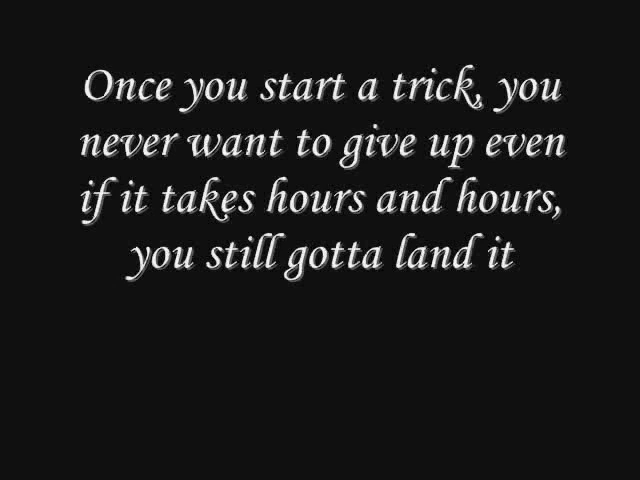 Once you start a trick, you
never want to give up even
if it takes hours and hours,
you still gotta land it